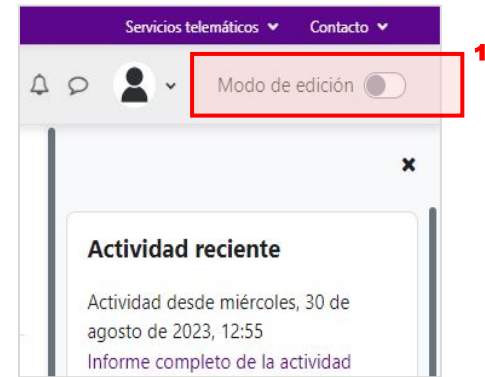 Servicios telemáticos Contacto
Modo de edición
1
Actividad reciente
Actividad desde miércoles, 30 de
agosto de 2023, 12:55
Informe completo de la actividad